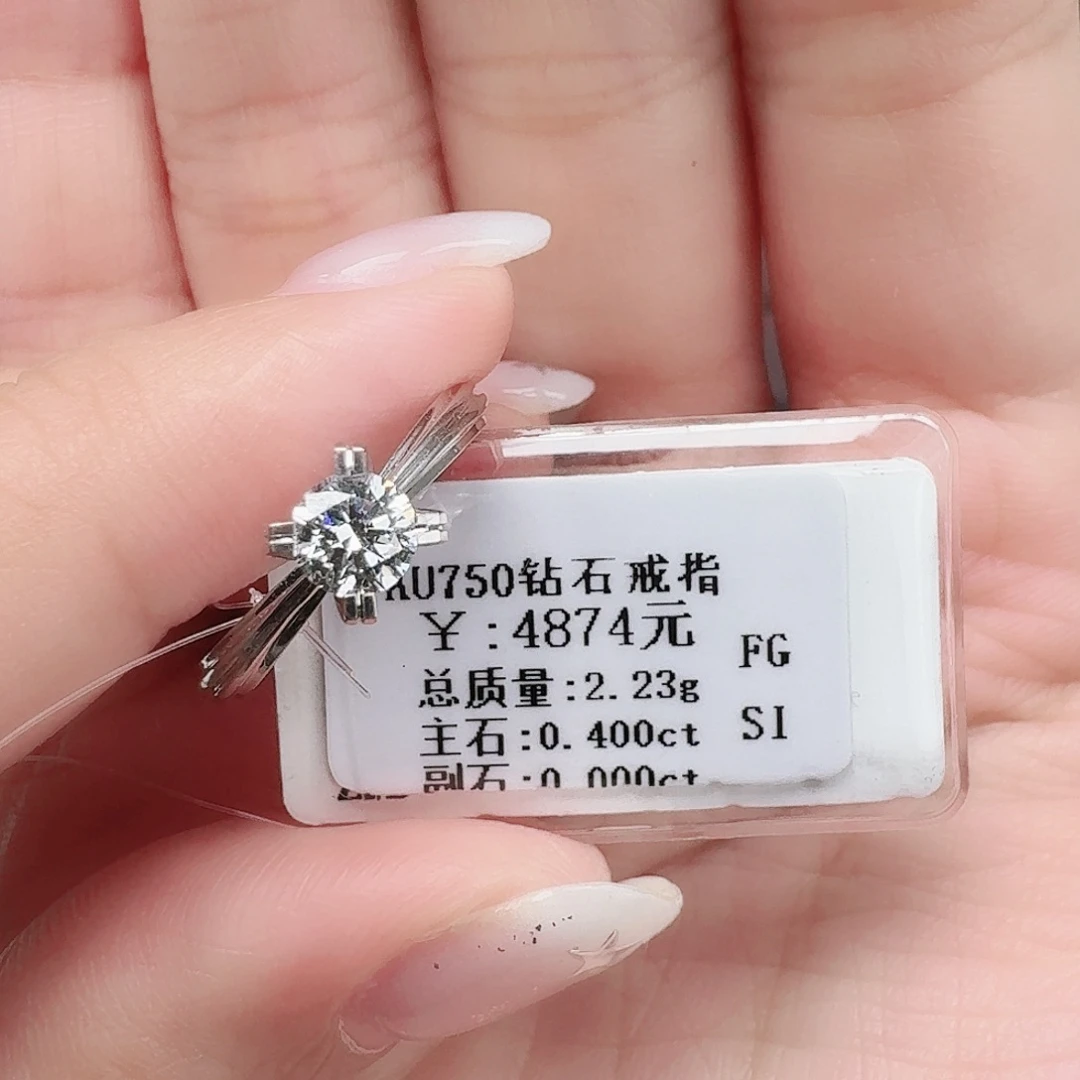 AU750钻石戒指
￥:4874元
总质量:2.23g
主石:0.400ct
副石:0.000ct
FG
SI